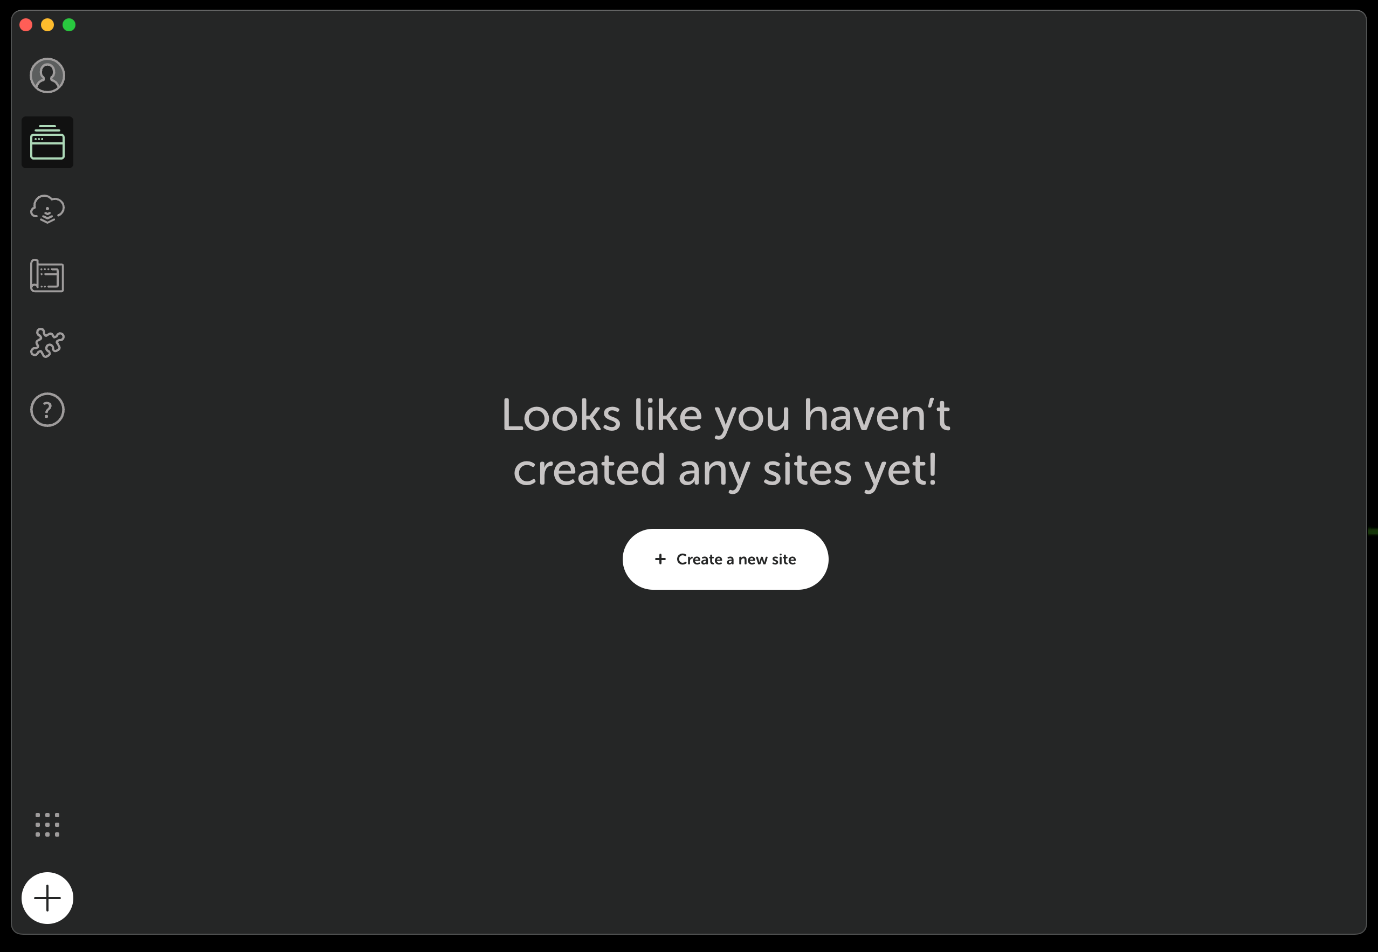 ?
Looks like you haven’t
created any sites yet!
+ Create a new site